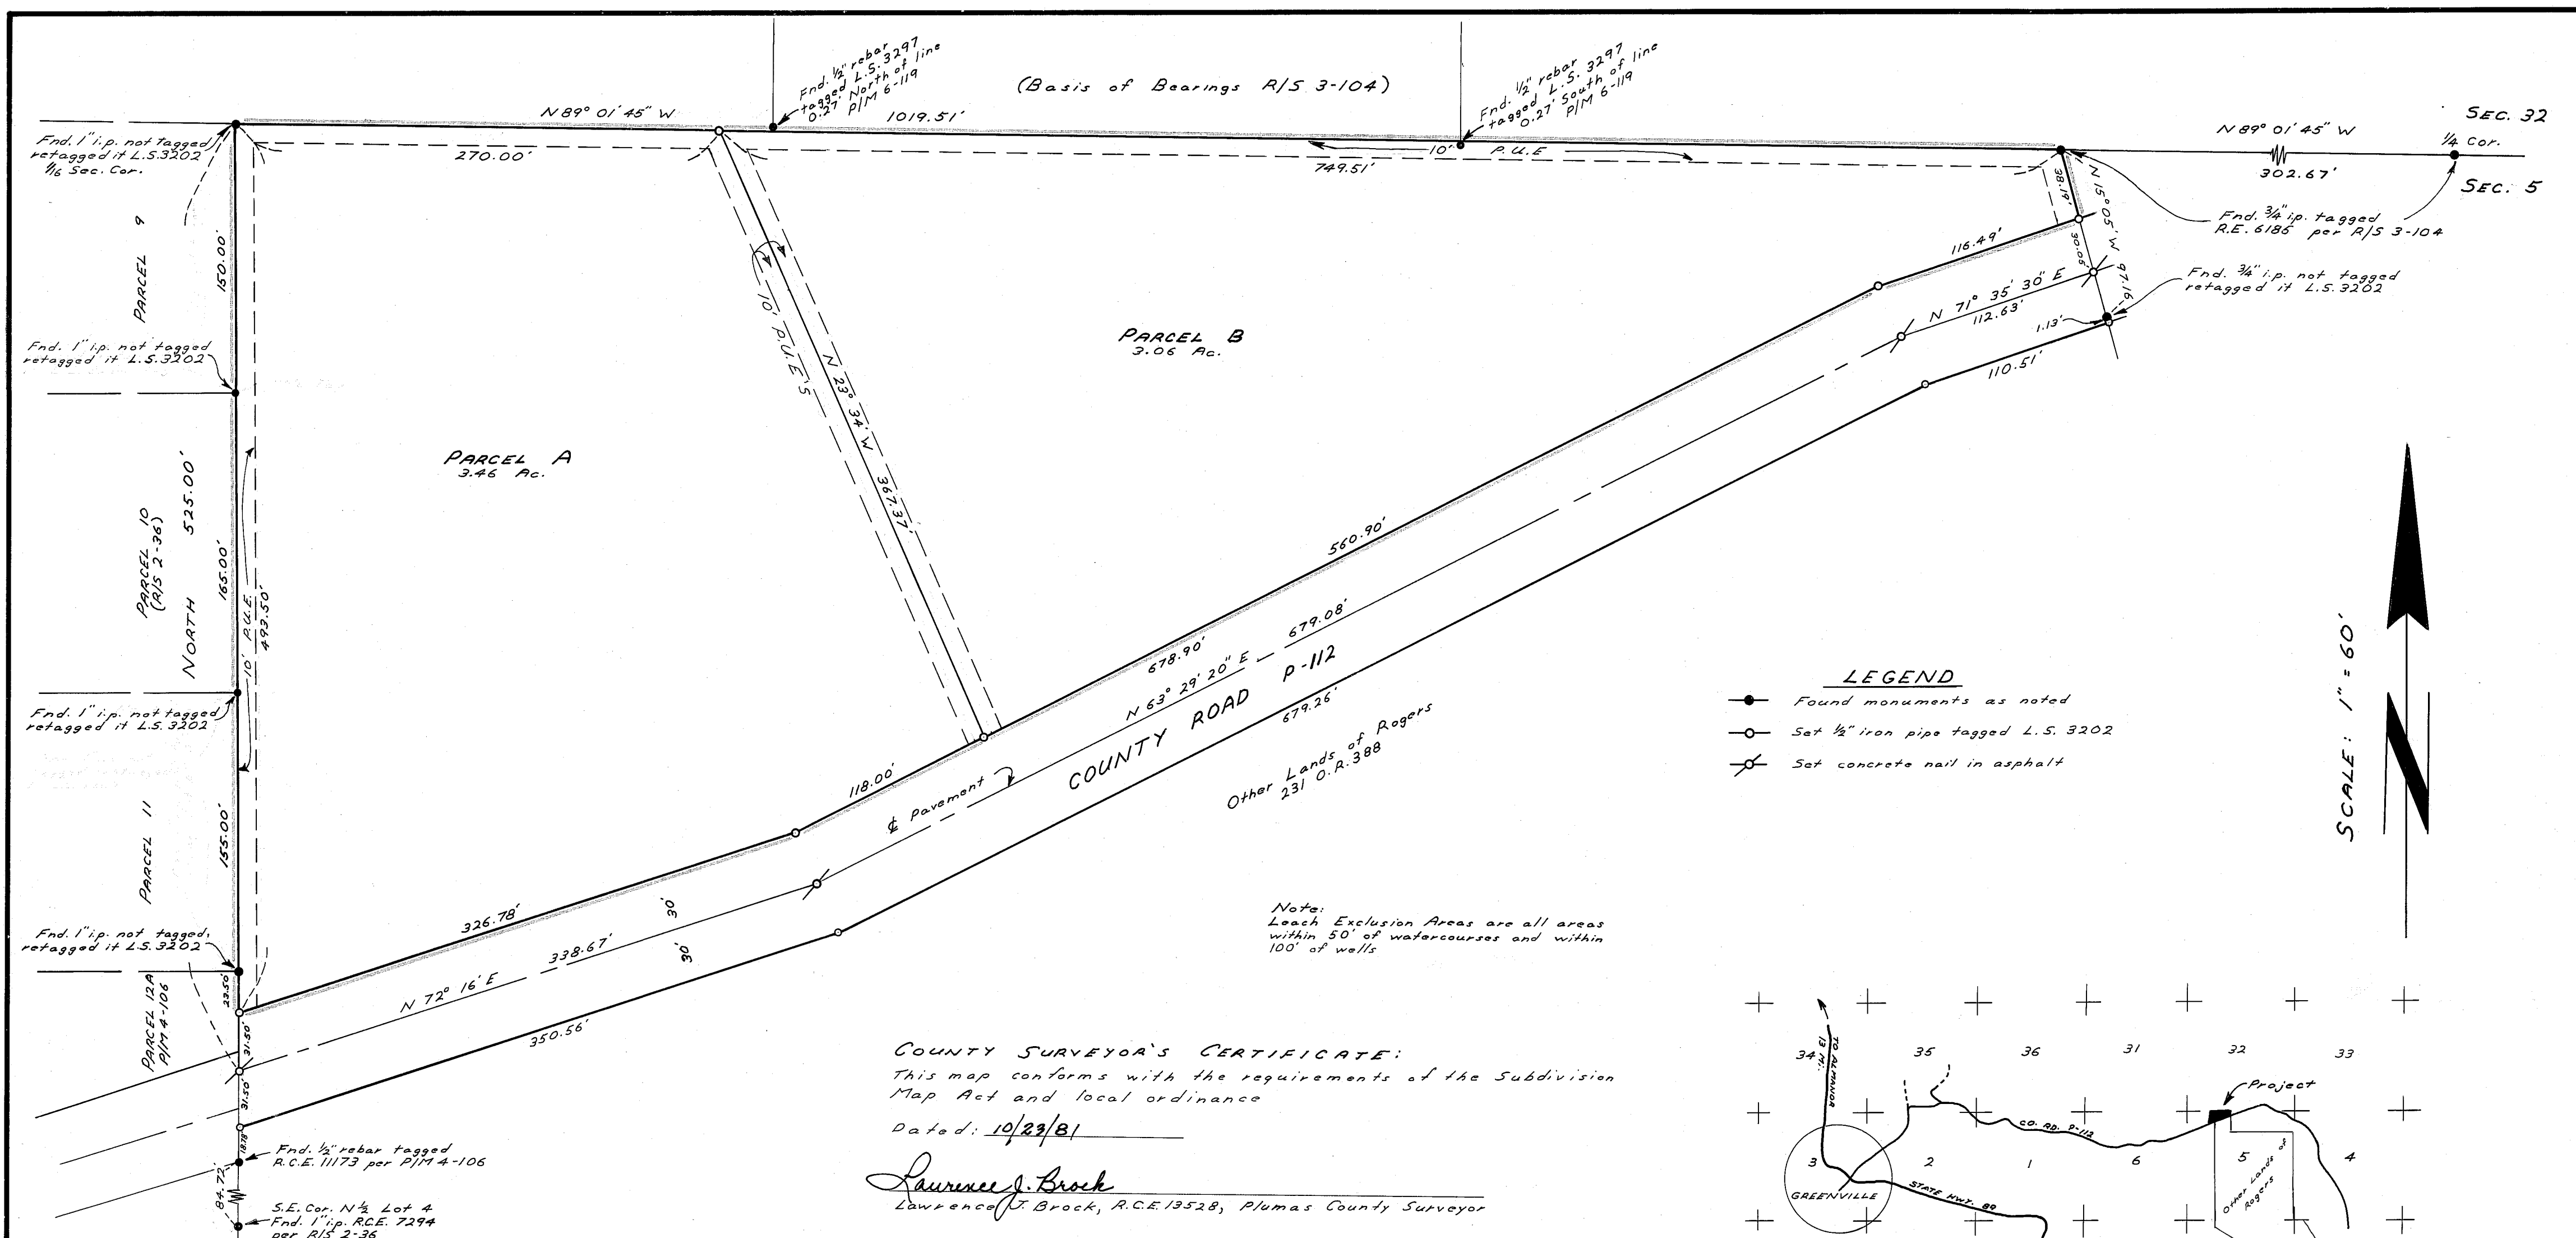 Fnd. 1/2" rebar
tagged L.S. 3297
0.27' North of line
P/M 6-119
(Basis of Bearings R/S 3-104)
Fnd. 1/2" rebar
tagged L.S. 3297
0.27' South of line
P/M 6-119
N 89° 01' 45" W
1019.51'
SEC. 32
N 89° 01' 45" W
1/4 Cor.
302.67'
SEC. 5
Fnd. 1" i.p. not tagged
retagged it L.S. 3202
1/16 Sec. Cor.
270.00'
10' P.U.E
749.51'
38.19'
N 15° 05' W 97.16'
Fnd. 3/4" i.p. tagged
R.E. 6185 per R/S 3-104
PARCEL 9
150.00'
116.49'
30.05'
N 71° 35' 30" E
112.63'
Fnd. 3/4" i.p. not tagged
retagged it L.S. 3202
1.13'
110.51'
10' P.U.E'S
N 23° 34' W
367.37'
PARCEL B
3.06 Ac.
Fnd. 1" i.p. not tagged
retagged it L.S. 3202
PARCEL A
3.46 Ac.
PARCEL 10
(R/S 2-36)
NORTH 525.00'
165.00'
10' P.U.E.
493.50'
560.90'
678.90'
N 63° 29' 20" E
679.08'
COUNTY ROAD P-112
679.26'
Other Lands of Rogers
231 O.R. 388
LEGEND
Found monuments as noted
Set 1/2" iron pipe tagged L.S. 3202
Set concrete nail in asphalt
SCALE: 1" = 60'
N
Fnd. 1" i.p. not tagged
retagged it L.S. 3202
PARCEL 11
155.00'
118.00'
℄ Pavement
326.78'
30'
30'
338.67'
N 72° 16' E
350.56'
Fnd. 1" i.p. not tagged,
retagged it L.S. 3202
PARCEL 12A
P/M 4-106
23.50'
31.50'
31.50'
18.78'
Fnd. 1/2" rebar tagged
R.C.E. 11173 per P/M 4-106
84.72'
S.E. Cor. N 1/2 Lot 4
Fnd. 1" i.p. R.C.E. 7294
per R/S 2-36
Note:
Leach Exclusion Areas are all areas
within 50' of watercourses and within
100' of wells
COUNTY SURVEYOR'S CERTIFICATE:
This map conforms with the requirements of the Subdivision
Map Act and local ordinance
Dated: 10/23/81
Laurence J. Brock
Lawrence J. Brock, R.C.E. 13528, Plumas County Surveyor
34
TO ALMANOR
13 MI.
35
36
31
32
33
Project
CO. RD. P-112
3
2
1
6
5
4
GREENVILLE
STATE HWY. 89
Other Lands of
Rogers